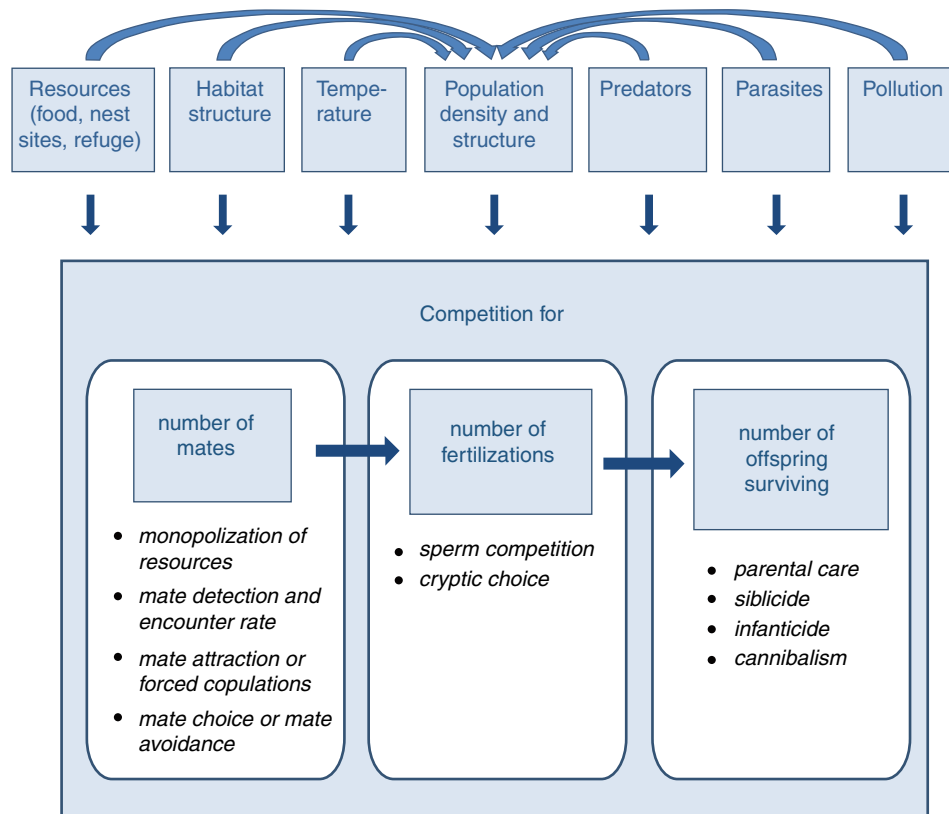 Resources
(food, nest
sites, refuge)
Habitat
structure
Tempe-
rature
Population
density and
structure
Predators
Parasites
Pollution
Competition for
number of
mates
• monopolization of
resources
• mate detection and
encounter rate
• mate attraction or
forced copulations
• mate choice or mate
avoidance
number of
fertilizations
• sperm competition
• cryptic choice
number of
offspring
surviving
• parental care
• siblicide
• infanticide
• cannibalism